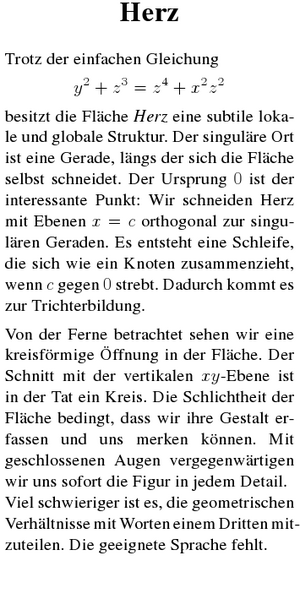 Herz
Trotz der einfachen Gleichung
y² + z³ = z⁴ + x²z²
besitzt die Fläche Herz eine subtile loka-
le und globale Struktur. Der singuläre Ort
ist eine Gerade, längs der sich die Fläche
selbst schneidet. Der Ursprung 0 ist der
interessante Punkt: Wir schneiden Herz
mit Ebenen x = c orthogonal zur singu-
lären Geraden. Es entsteht eine Schleife,
die sich wie ein Knoten zusammenzieht,
wenn c gegen 0 strebt. Dadurch kommt es
zur Trichterbildung.
Von der Ferne betrachtet sehen wir eine
kreisförmige Öffnung in der Fläche. Der
Schnitt mit der vertikalen xy-Ebene ist
in der Tat ein Kreis. Die Schlichtheit der
Fläche bedingt, dass wir ihre Gestalt er-
fassen und uns merken können. Mit
geschlossenen Augen vergegenwärtigen
wir uns sofort die Figur in jedem Detail.
Viel schwieriger ist es, die geometrischen
Verhältnisse mit Worten einem Dritten mit-
zuteilen. Die geeignete Sprache fehlt.